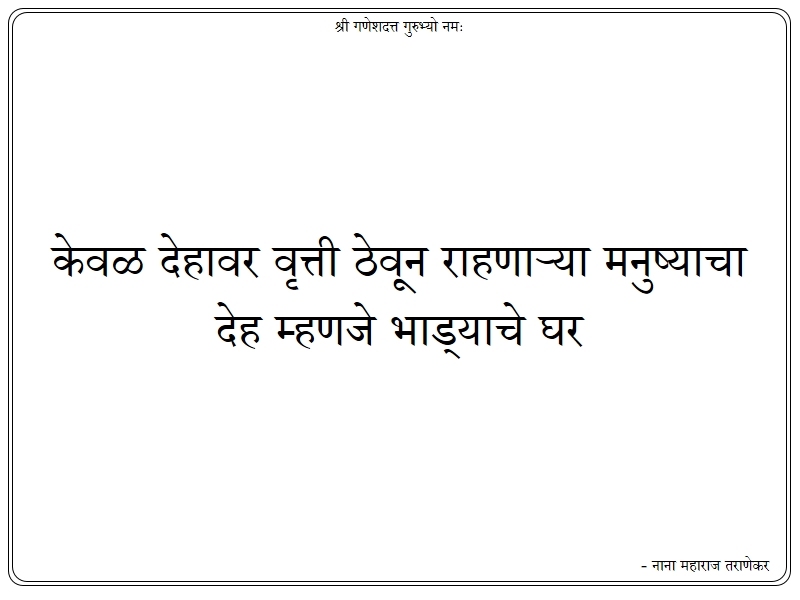 श्री गणेशदत्त गुरुभ्यो नमः
केवळ देहावर वृत्ती ठेवून राहणाऱ्या मनुष्याचा
देह म्हणजे भाड्याचे घर
- नाना महाराज तराणेकर